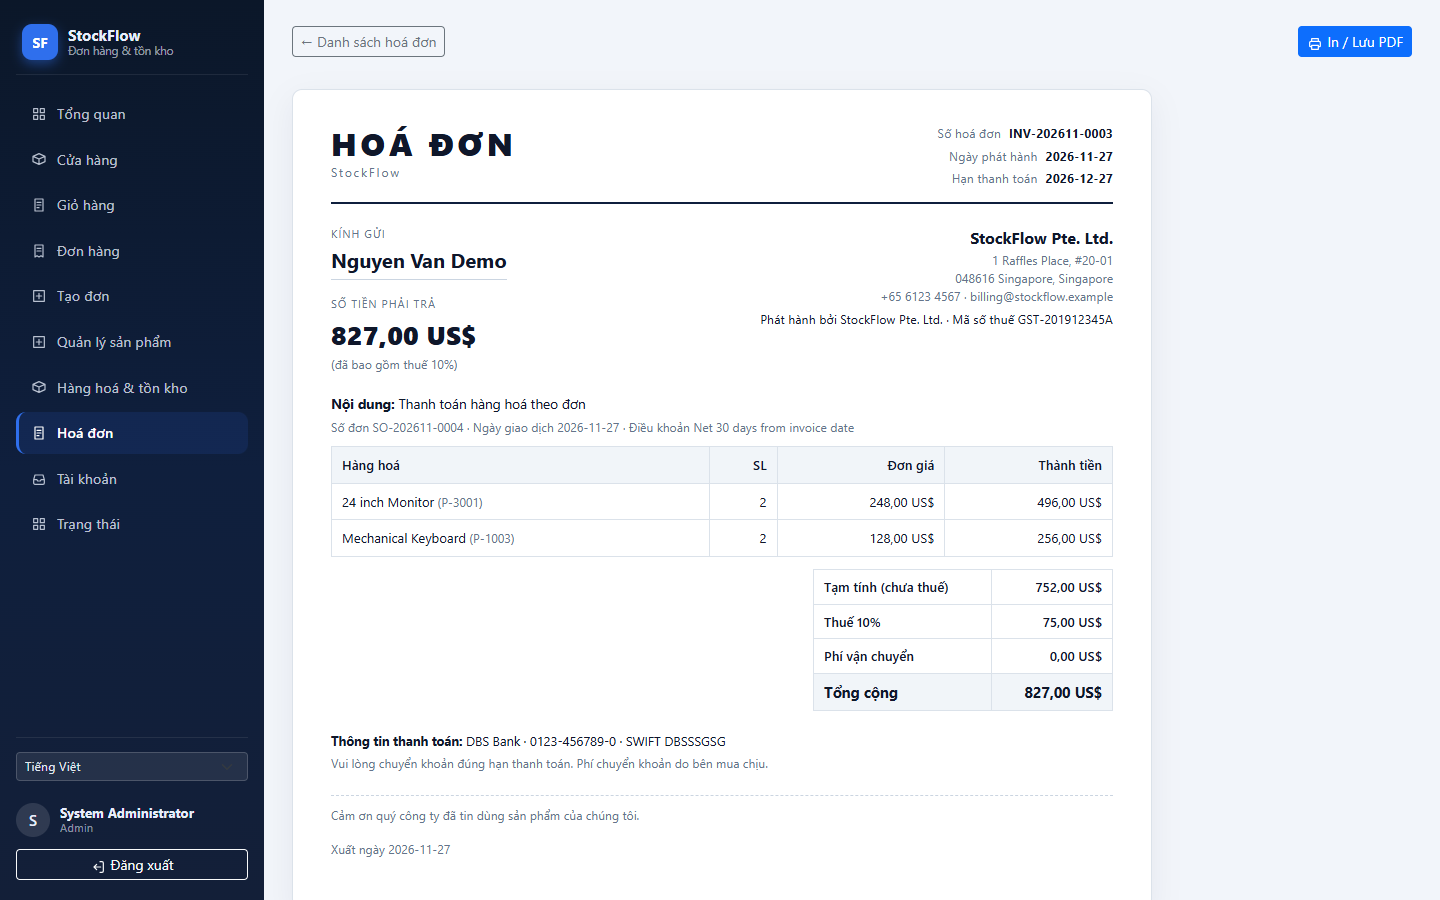 SF
StockFlow
Đơn hàng & tồn kho
Tổng quan
Cửa hàng
Giỏ hàng
Đơn hàng
Tạo đơn
Quản lý sản phẩm
Hàng hoá & tồn kho
Hoá đơn
Tài khoản
Trạng thái
Tiếng Việt
S
System Administrator
Admin
Đăng xuất
← Danh sách hoá đơn
In / Lưu PDF
HOÁ ĐƠN
StockFlow
Số hoá đơn INV-202611-0003
Ngày phát hành 2026-11-27
Hạn thanh toán 2026-12-27
KÍNH GỬI
Nguyen Van Demo
SỐ TIỀN PHẢI TRẢ
827,00 US$
(đã bao gồm thuế 10%)
StockFlow Pte. Ltd.
1 Raffles Place, #20-01
048616 Singapore, Singapore
+65 6123 4567 · billing@stockflow.example
Phát hành bởi StockFlow Pte. Ltd. · Mã số thuế GST-201912345A
Nội dung: Thanh toán hàng hoá theo đơn
Số đơn SO-202611-0004 · Ngày giao dịch 2026-11-27 · Điều khoản Net 30 days from invoice date
Hàng hoá SL Đơn giá Thành tiền
24 inch Monitor (P-3001) 2 248,00 US$ 496,00 US$
Mechanical Keyboard (P-1003) 2 128,00 US$ 256,00 US$
Tạm tính (chưa thuế) 752,00 US$
Thuế 10% 75,00 US$
Phí vận chuyển 0,00 US$
Tổng cộng 827,00 US$
Thông tin thanh toán: DBS Bank · 0123-456789-0 · SWIFT DBSSSGSG
Vui lòng chuyển khoản đúng hạn thanh toán. Phí chuyển khoản do bên mua chịu.
Cảm ơn quý công ty đã tin dùng sản phẩm của chúng tôi.
Xuất ngày 2026-11-27